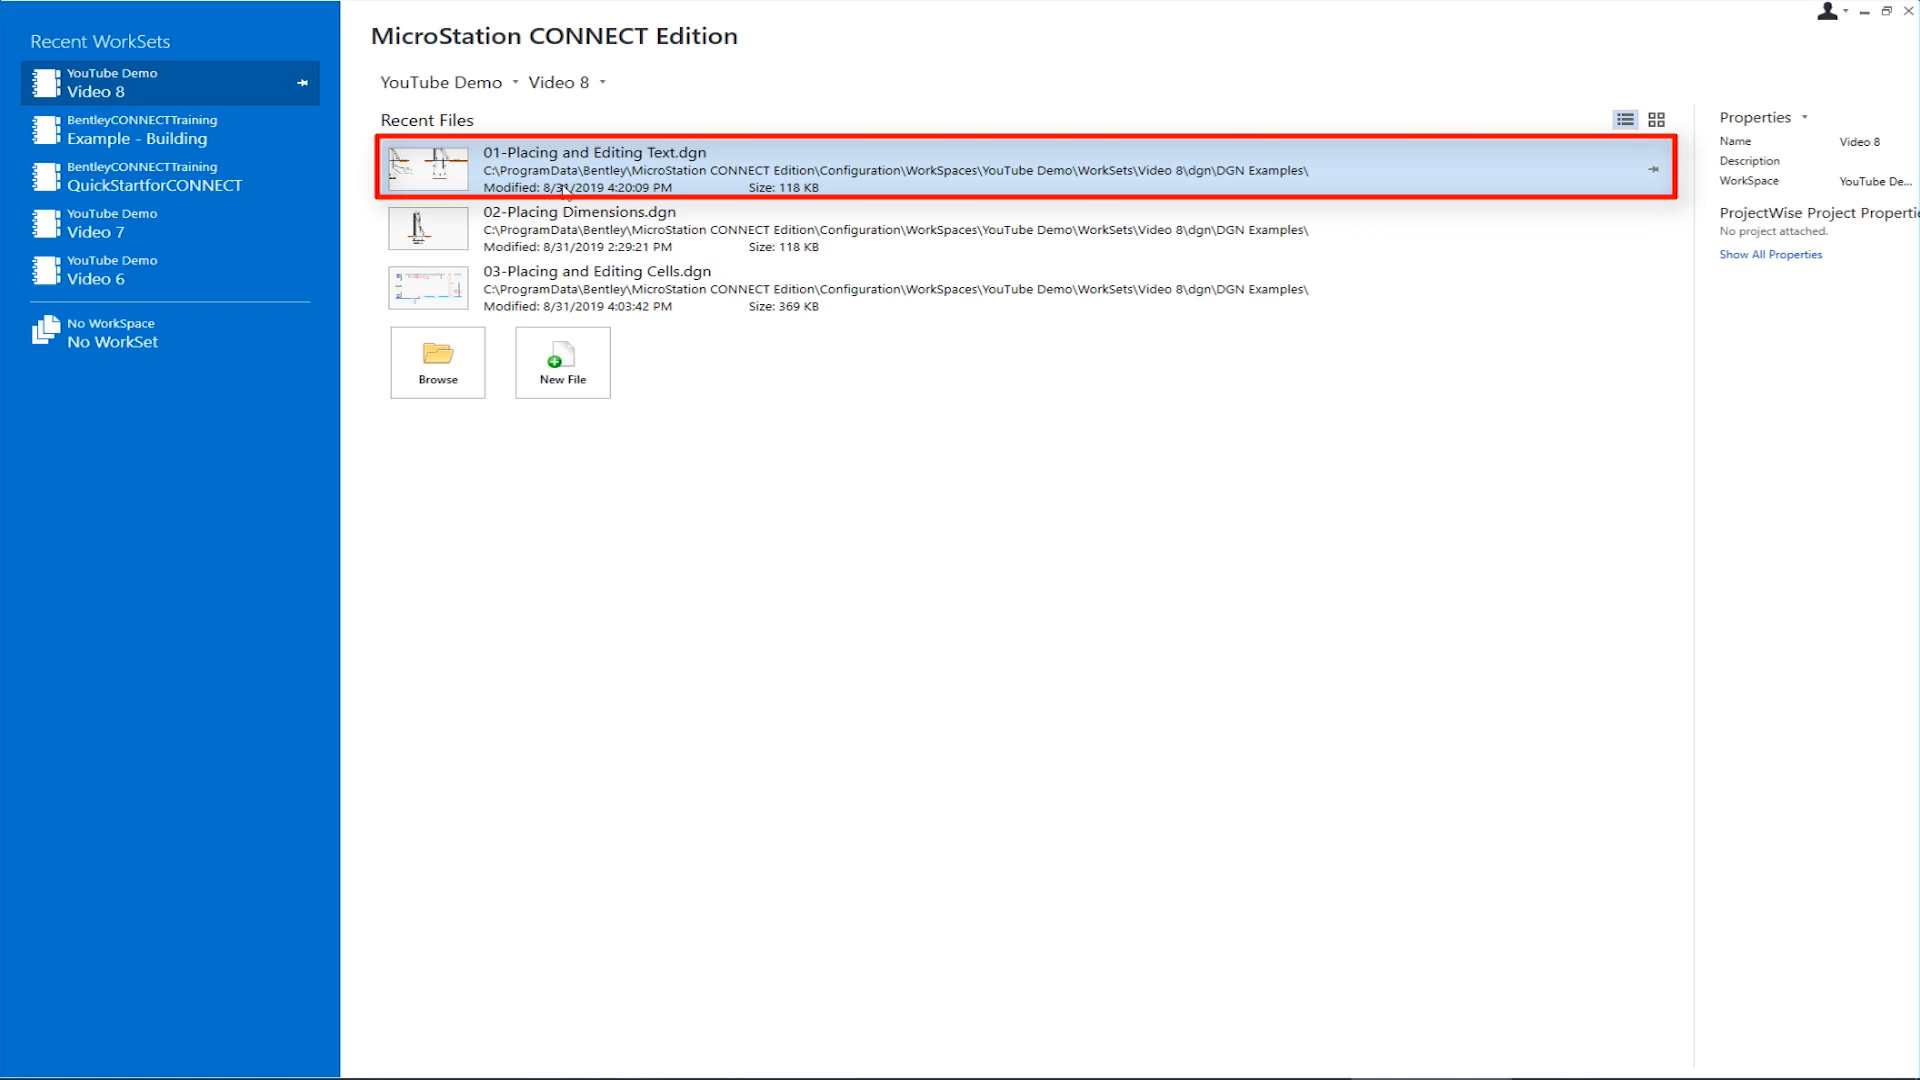 Recent WorkSets
YouTube Demo
Video 8
BentleyCONNECTTraining
Example - Building
BentleyCONNECTTraining
QuickStartforCONNECT
YouTube Demo
Video 7
YouTube Demo
Video 6
No WorkSpace
No WorkSet
MicroStation CONNECT Edition
YouTube Demo Video 8
Recent Files
01-Placing and Editing Text.dgn
C:\ProgramData\Bentley\MicroStation CONNECT Edition\Configuration\WorkSpaces\YouTube Demo\WorkSets\Video 8\dgn\DGN Examples\
Modified: 8/31/2019 4:20:09 PM Size: 118 KB
02-Placing Dimensions.dgn
C:\ProgramData\Bentley\MicroStation CONNECT Edition\Configuration\WorkSpaces\YouTube Demo\WorkSets\Video 8\dgn\DGN Examples\
Modified: 8/31/2019 2:29:21 PM Size: 118 KB
03-Placing and Editing Cells.dgn
C:\ProgramData\Bentley\MicroStation CONNECT Edition\Configuration\WorkSpaces\YouTube Demo\WorkSets\Video 8\dgn\DGN Examples\
Modified: 8/31/2019 4:03:42 PM Size: 369 KB
Browse
New File
Properties
Name Video 8
Description
WorkSpace YouTube De...
ProjectWise Project Propertie
No project attached.
Show All Properties